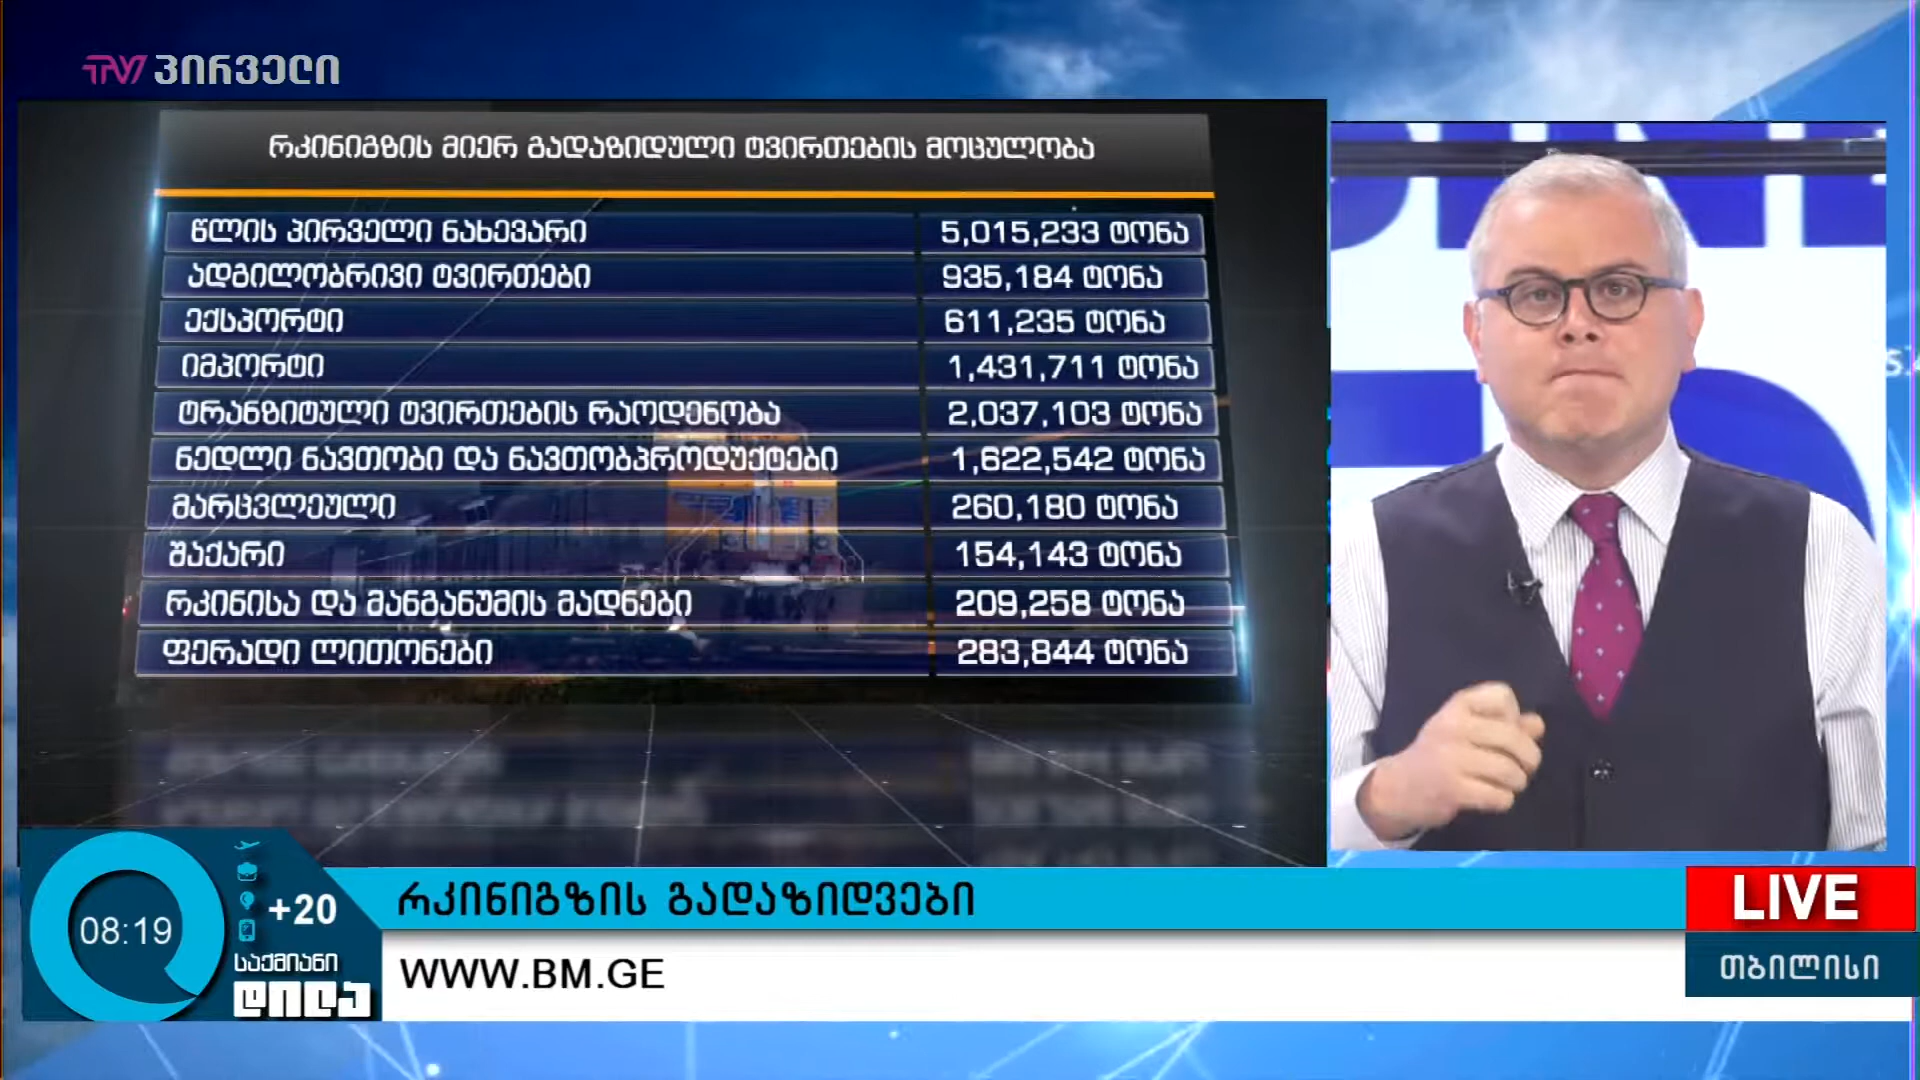 TV პირველი
რკინიგზის მიერ გადაზიდული ტვირთების მოცულობა
წლის პირველი ნახევარი 5,015,233 ტონა
ადგილობრივი ტვირთები 935,184 ტონა
ექსპორტი 611,235 ტონა
იმპორტი 1,431,711 ტონა
ტრანზიტული ტვირთების რაოდენობა 2,037,103 ტონა
ნედლი ნავთობი და ნავთობპროდუქტები 1,622,542 ტონა
მარცვლეული 260,180 ტონა
შაქარი 154,143 ტონა
რკინისა და მანგანუმის მადნები 209,258 ტონა
ფერადი ლითონები 283,844 ტონა
08:19
+20
საქმიანი
დილა
რკინიგზის გადაზიდვები
WWW.BM.GE
LIVE
თბილისი